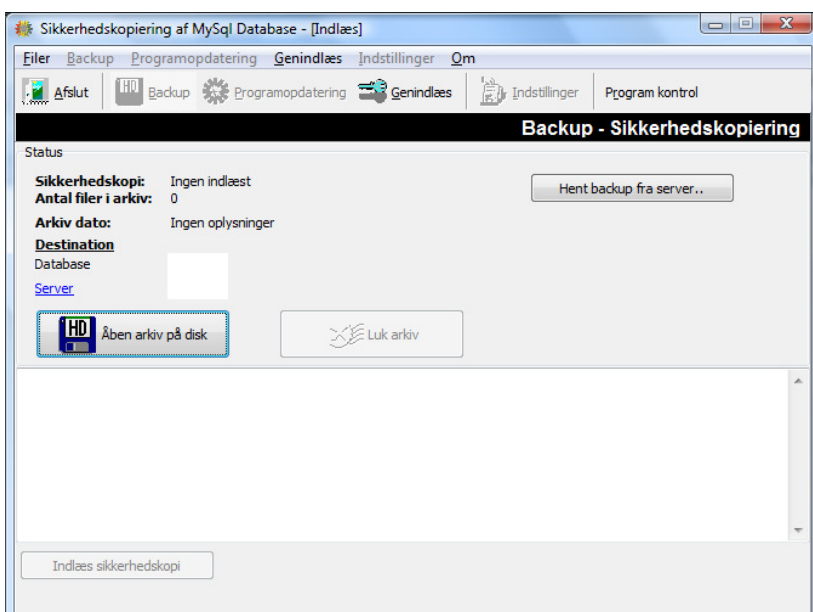 Sikkerhedskopiering af MySql Database - [Indlæs]
Filer Backup Programopdatering Genindlæs Indstillinger Om
Afslut Backup Programopdatering Genindlæs Indstillinger Program kontrol
Backup - Sikkerhedskopiering
Status
Sikkerhedskopi: Ingen indlæst
Hent backup fra server..
Antal filer i arkiv: 0
Arkiv dato: Ingen oplysninger
Destination
Database
Server
HD Åben arkiv på disk Luk arkiv
Indlæs sikkerhedskopi